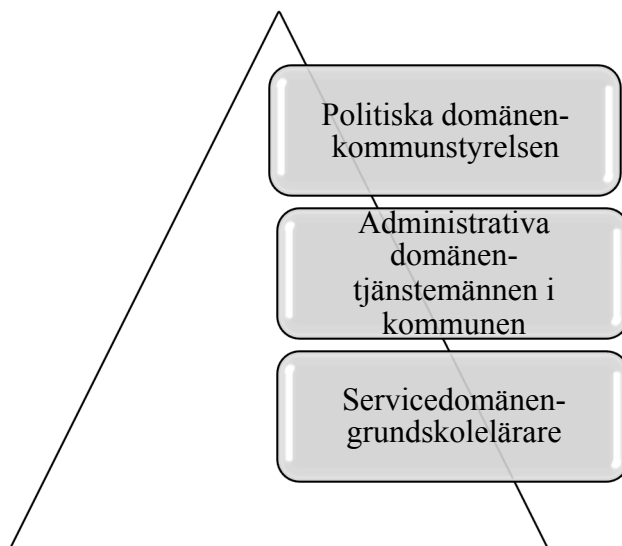 Politiska domänen-
kommunstyrelsen
Administrativa
domänen-
tjänstemännen i
kommunen
Servicedomänen-
grundskolelärare